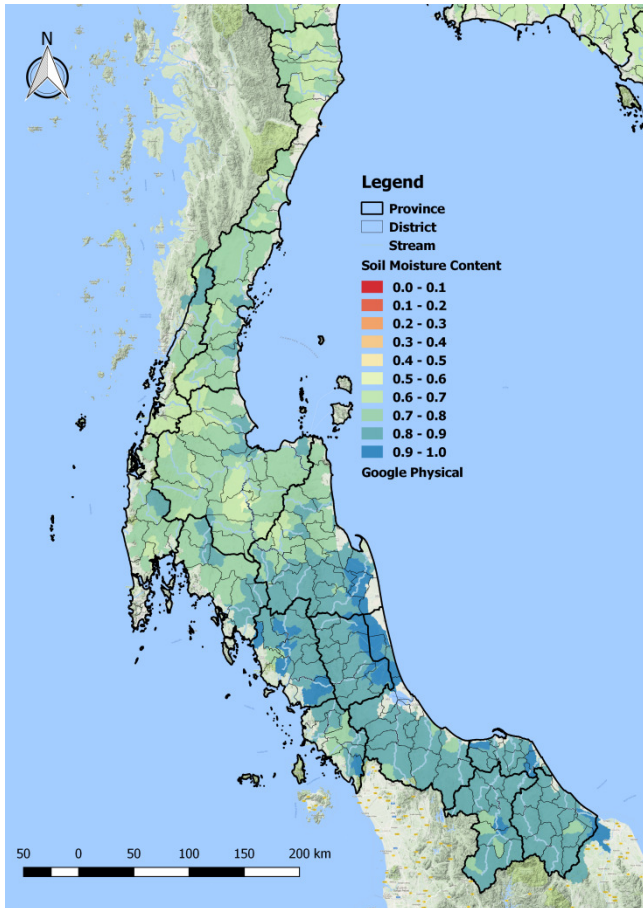 N
Legend
Province
District
Stream
Soil Moisture Content
0.0 - 0.1
0.1 - 0.2
0.2 - 0.3
0.3 - 0.4
0.4 - 0.5
0.5 - 0.6
0.6 - 0.7
0.7 - 0.8
0.8 - 0.9
0.9 - 1.0
Google Physical
50 0 50 100 150 200 km